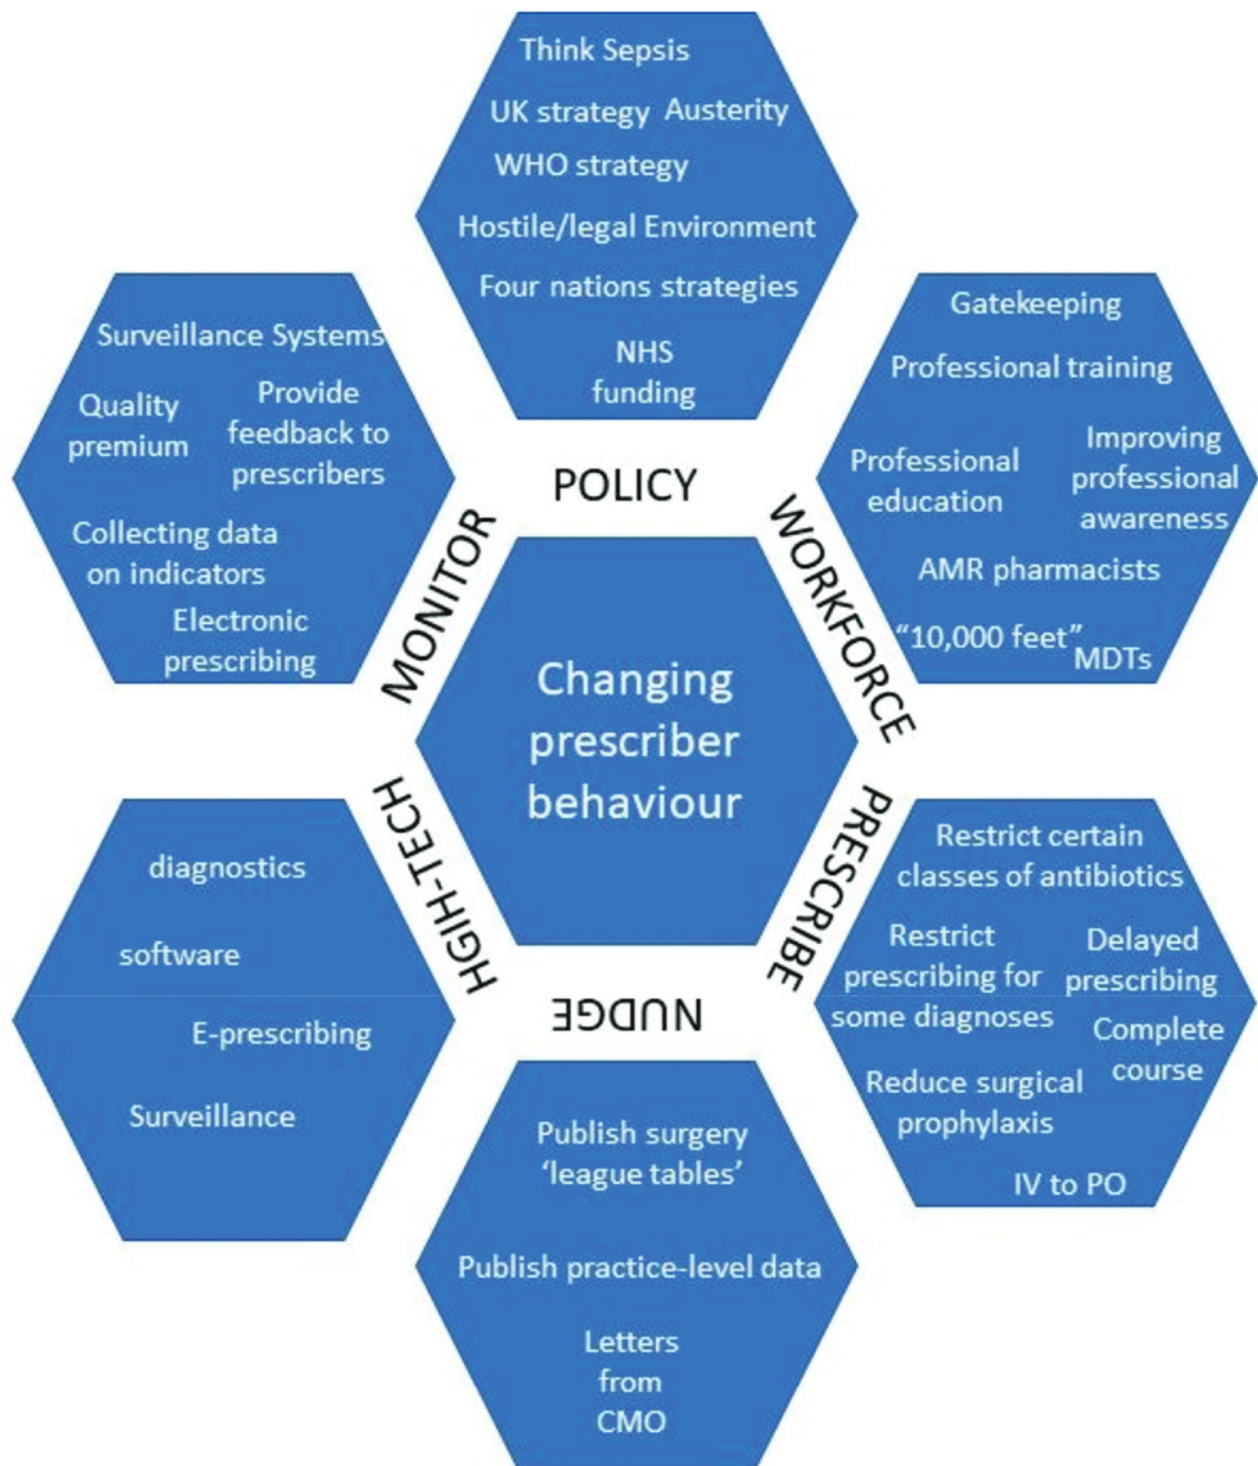 Think Sepsis
UK strategy Austerity
WHO strategy
Hostile/legal Environment
Four nations strategies
NHS
funding
Surveillance Systems
Quality
premium
Provide
feedback to
prescribers
Collecting data
on indicators
Electronic
prescribing
Gatekeeping
Professional training
Professional
education
Improving
professional
awareness
AMR pharmacists
“10,000 feet”
MDTs
POLICY
MONITOR
WORKFORCE
Changing
prescriber
behaviour
HGIH-TECH
PRESCRIBE
NUDGE
diagnostics
software
E-prescribing
Surveillance
Restrict certain
classes of antibiotics
Restrict
prescribing for
some diagnoses
Delayed
prescribing
Complete
course
Reduce surgical
prophylaxis
IV to PO
Publish surgery
‘league tables’
Publish practice-level data
Letters
from
CMO